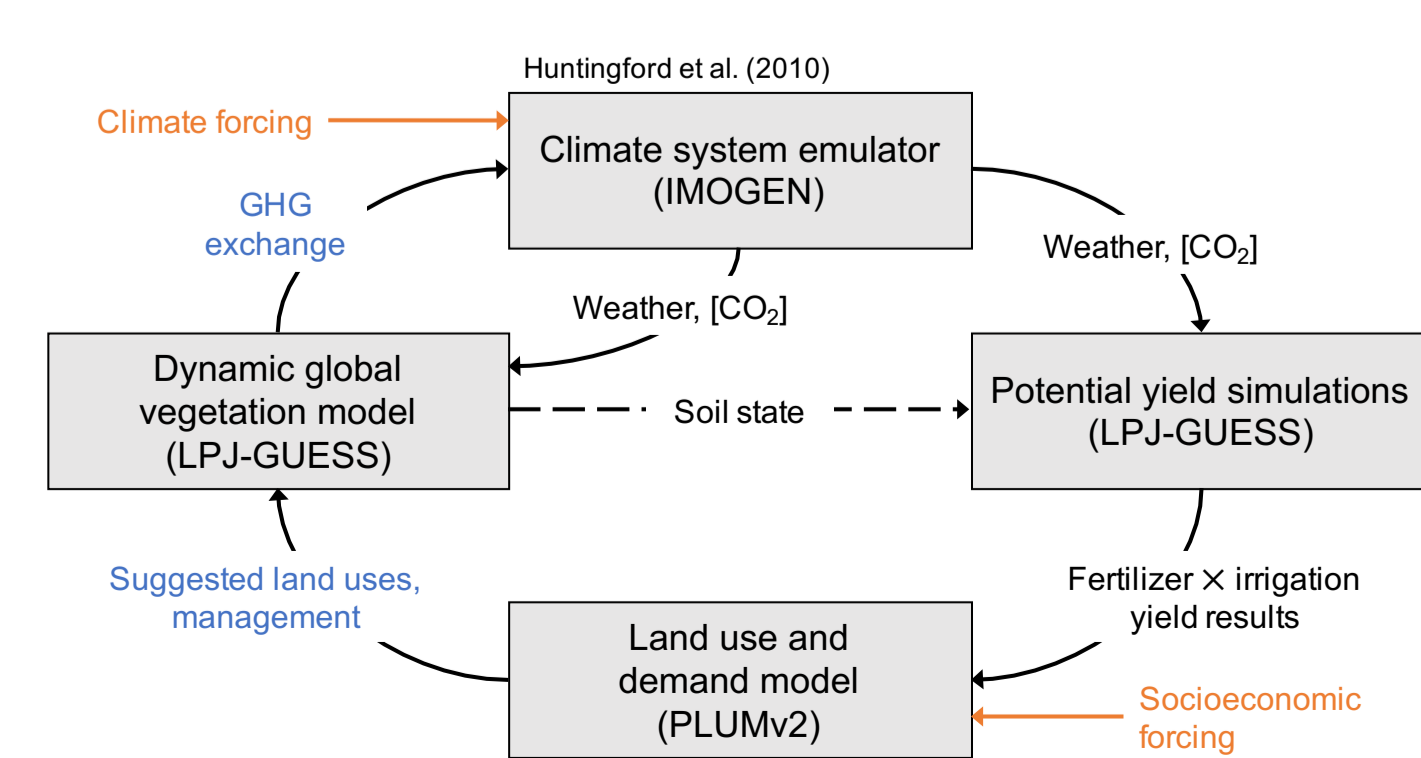 Huntingford et al. (2010)
Climate forcing
Climate system emulator
(IMOGEN)
GHG
exchange
Weather, [CO₂]
Weather, [CO₂]
Dynamic global
vegetation model
(LPJ-GUESS)
Soil state
Potential yield simulations
(LPJ-GUESS)
Suggested land uses,
management
Fertilizer × irrigation
yield results
Land use and
demand model
(PLUMv2)
Socioeconomic
forcing